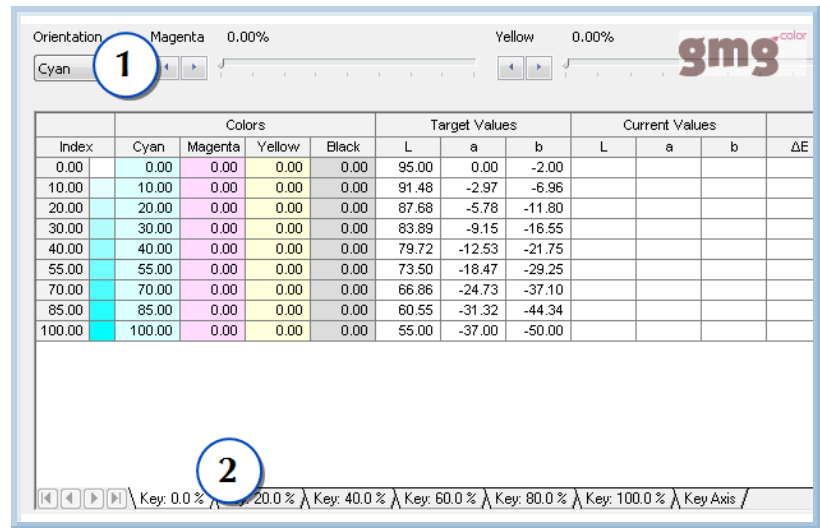 Orientation Magenta 0.00% Yellow 0.00%
gmg color
Cyan 1
Colors Target Values Current Values
Index Cyan Magenta Yellow Black L a b L a b ΔE
0.00 0.00 0.00 0.00 0.00 95.00 0.00 -2.00
10.00 10.00 0.00 0.00 0.00 91.48 -2.97 -6.96
20.00 20.00 0.00 0.00 0.00 87.68 -5.78 -11.80
30.00 30.00 0.00 0.00 0.00 83.89 -9.15 -16.55
40.00 40.00 0.00 0.00 0.00 79.72 -12.53 -21.75
55.00 55.00 0.00 0.00 0.00 73.50 -18.47 -29.25
70.00 70.00 0.00 0.00 0.00 66.86 -24.73 -37.10
85.00 85.00 0.00 0.00 0.00 60.55 -31.32 -44.34
100.00 100.00 0.00 0.00 0.00 55.00 -37.00 -50.00
2
Key: 0.0 % 20.0 % Key: 40.0 % Key: 60.0 % Key: 80.0 % Key: 100.0 % Key Axis